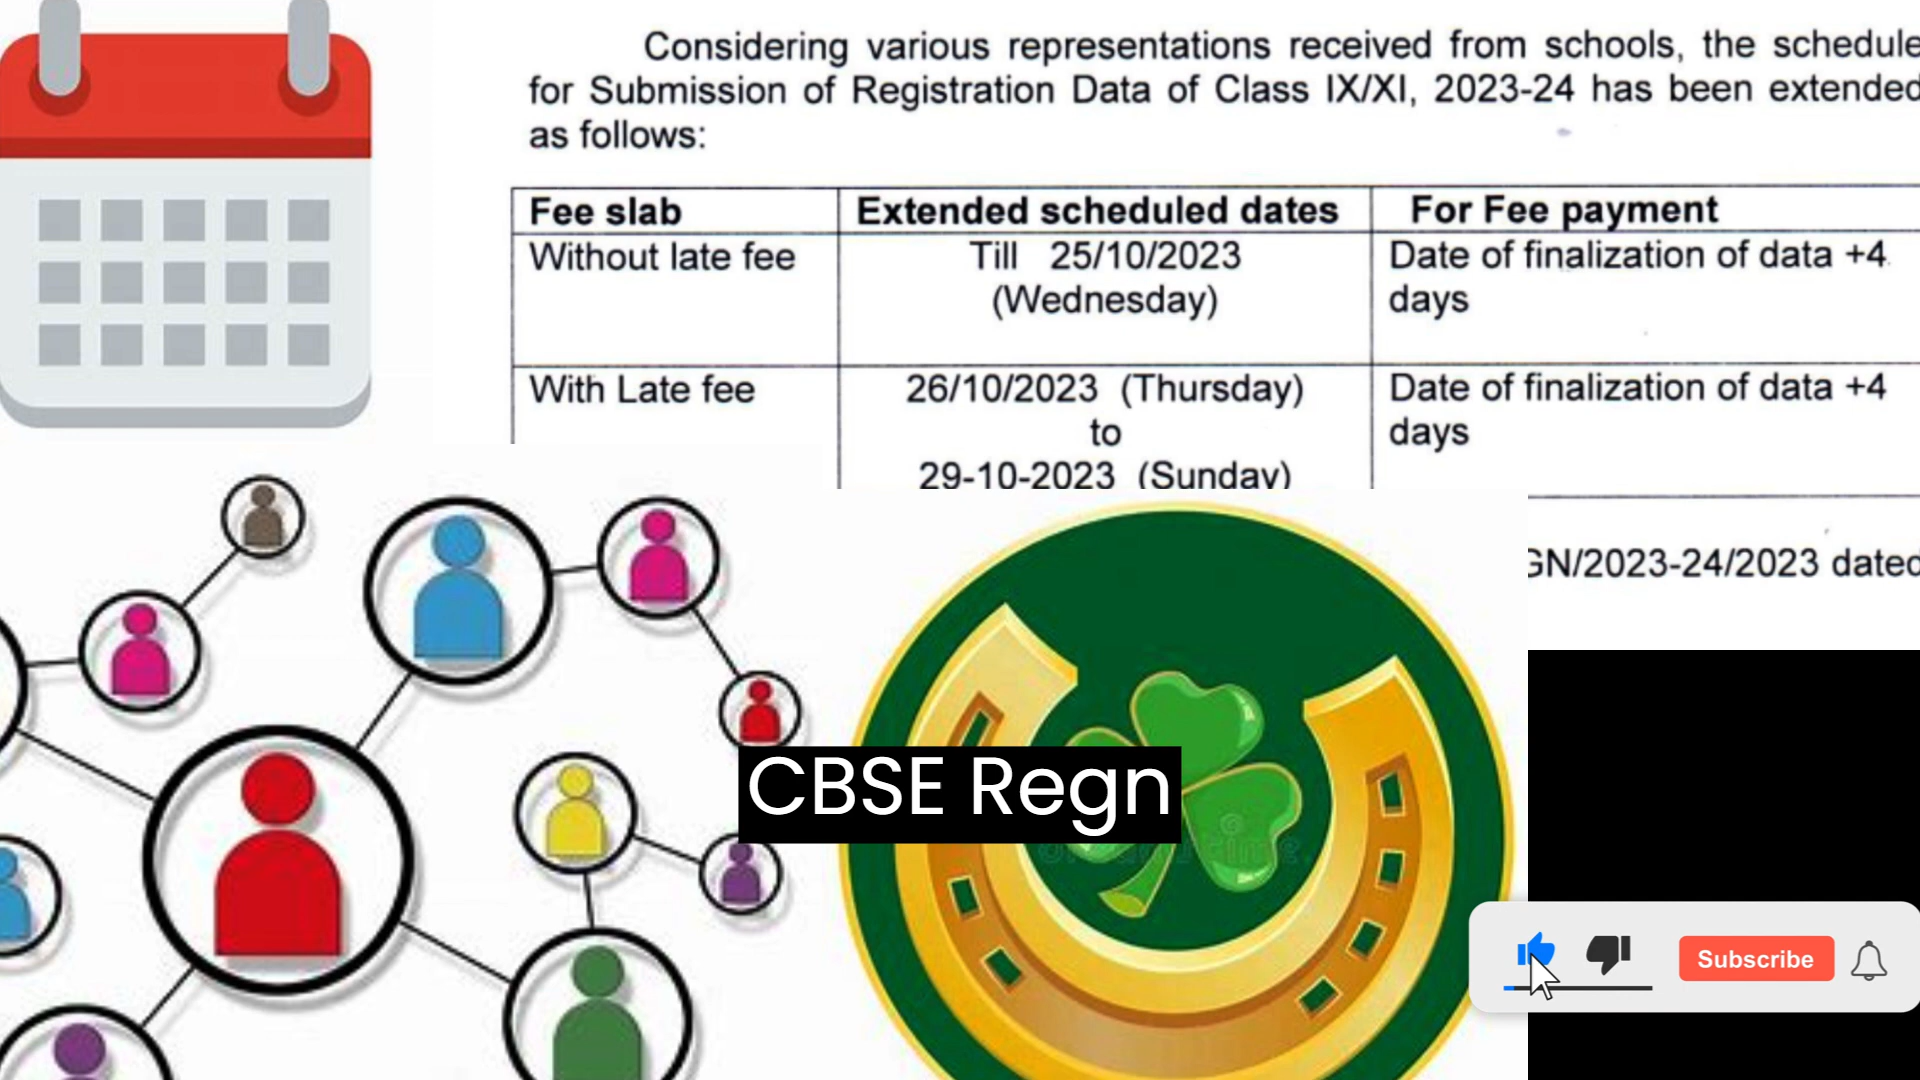 Considering various representations received from schools, the schedule
for Submission of Registration Data of Class IX/XI, 2023-24 has been extended
as follows:
Fee slab Extended scheduled dates For Fee payment
Without late fee Till 25/10/2023 Date of finalization of data +4
(Wednesday) days
With Late fee 26/10/2023 (Thursday) Date of finalization of data +4
to days
29-10-2023 (Sunday)
GN/2023-24/2023 dated
CBSE Regn
Subscribe